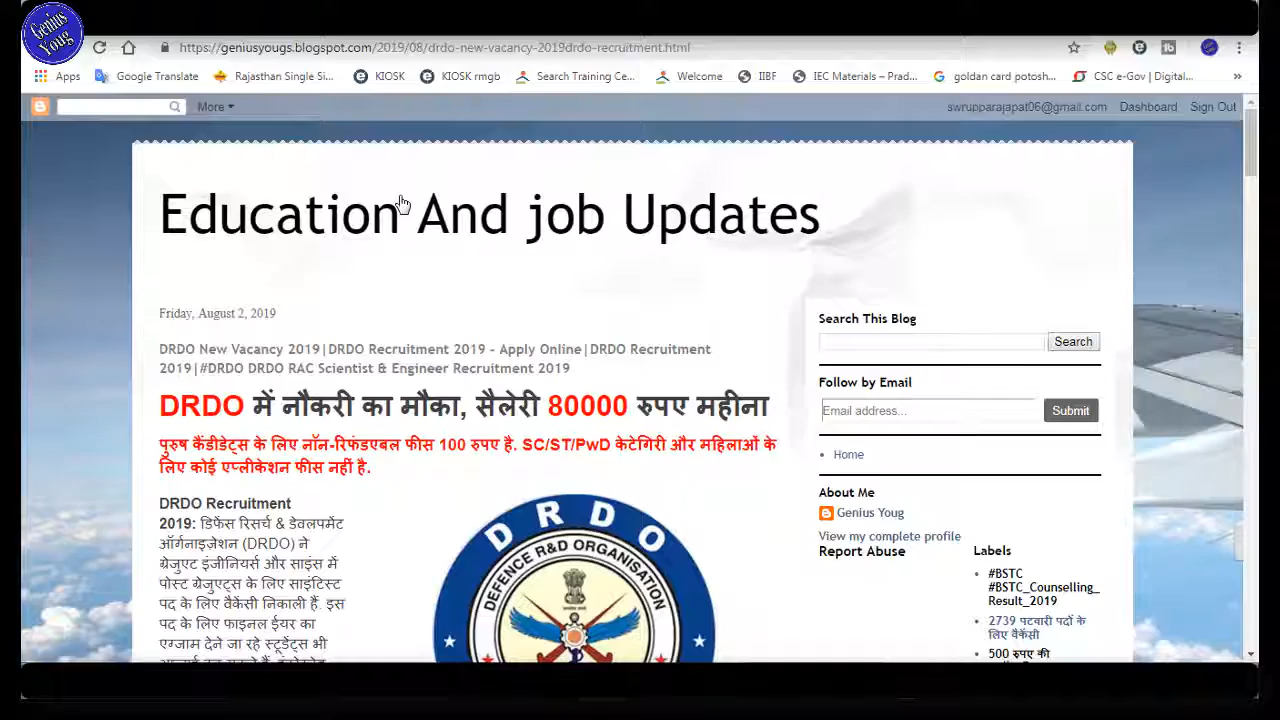 Genius
Youg
https://geniusyougs.blogspot.com/2019/08/drdo-new-vacancy-2019drdo-recruitment.html
Apps Google Translate Rajasthan Single Si... KIOSK KIOSK rmgb Search Training Ce... Welcome IIBF IEC Materials – Prad... goldan card potosh... CSC e-Gov | Digital... »
More swrupparajapat06@gmail.com Dashboard Sign Out
Education And job Updates
Friday, August 2, 2019
DRDO New Vacancy 2019|DRDO Recruitment 2019 - Apply Online|DRDO Recruitment
2019|#DRDO DRDO RAC Scientist & Engineer Recruitment 2019
DRDO में नौकरी का मौका, सैलेरी 80000 रुपए महीना
पुरुष कैंडीडेट्स के लिए नॉन-रिफंडएबल फीस 100 रुपए है. SC/ST/PwD केटेगिरी और महिलाओं के
लिए कोई एप्लीकेशन फीस नहीं है.
DRDO Recruitment
2019: डिफेंस रिसर्च & डेवलपमेंट
ऑर्गनाइजेशन (DRDO) ने
ग्रेजुएट इंजीनियर्स और साइंस में
पोस्ट ग्रेजुएट्स के लिए साइंटिस्ट
पद के लिए वैकेंसी निकाली हैं. इस
पद के लिए फाइनल ईयर का
एग्जाम देने जा रहे स्टूडेंट्स भी
DRDO
DEFENCE R&D ORGANISATION
Search This Blog
Search
Follow by Email
Email address... Submit
Home
About Me
Genius Youg
View my complete profile
Report Abuse
Labels
#BSTC
#BSTC_Counselling_
Result_2019
2739 पटवारी पदों के
लिए वैकेंसी
500 रूपए की